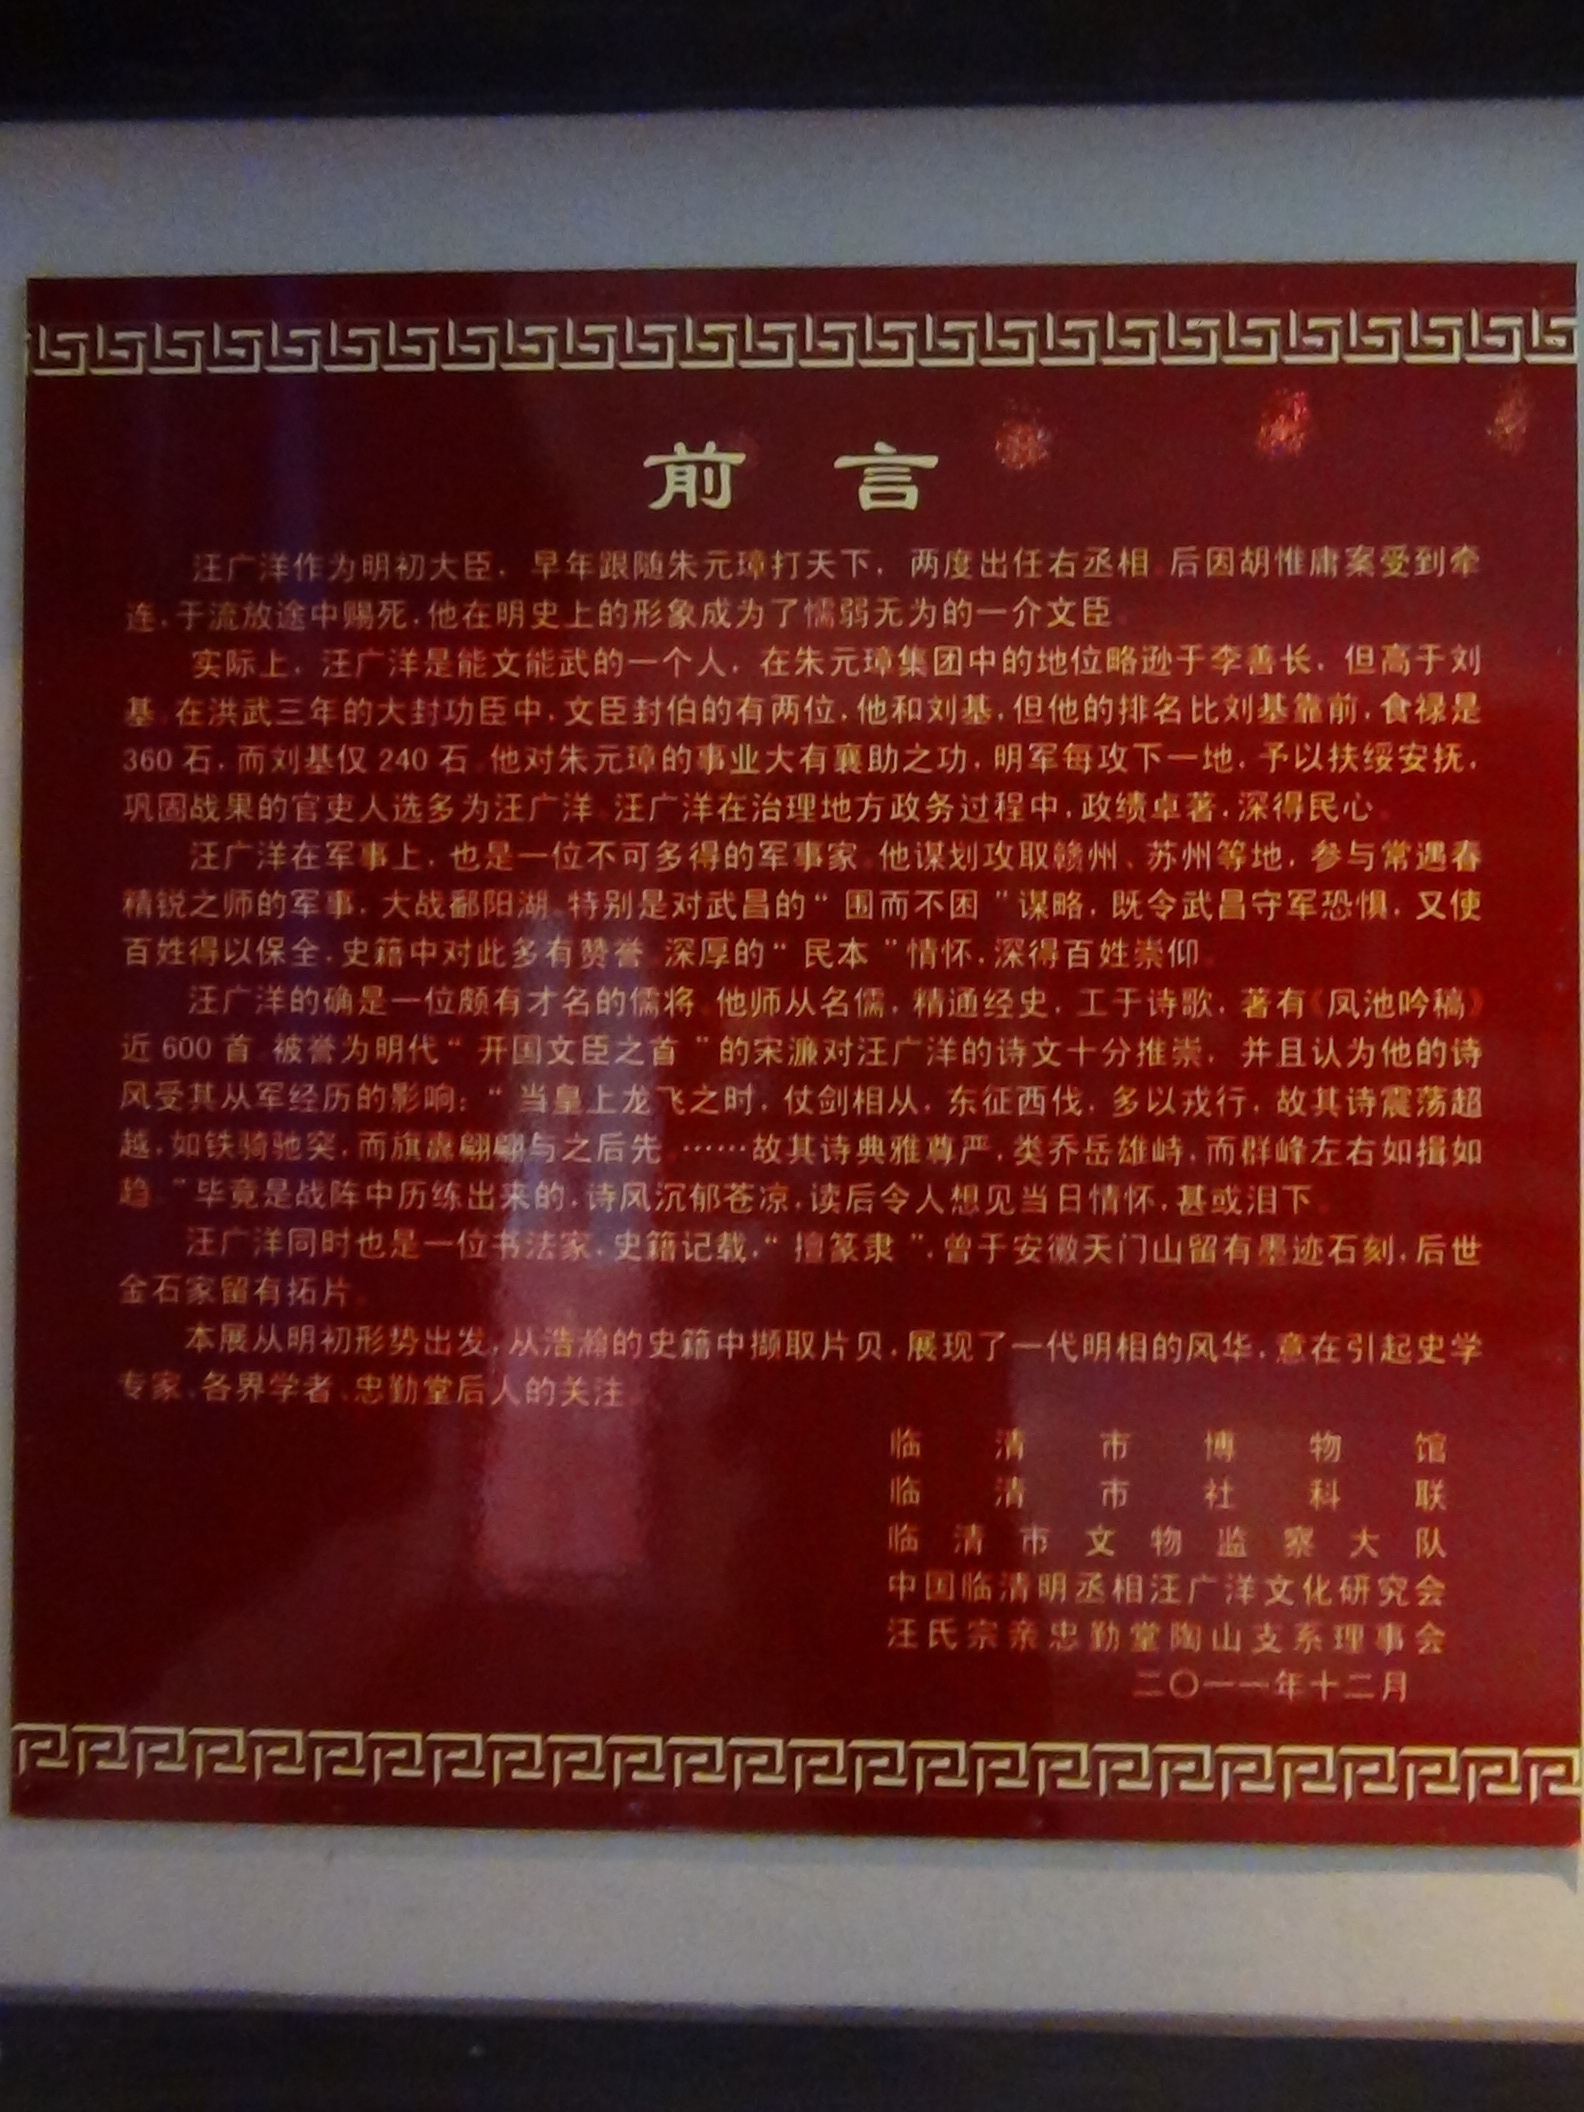 前 言
汪广洋作为明初大臣，早年跟随朱元璋打天下，两度出任右丞相。后因胡惟庸案受到牵
连，于流放途中赐死，他在明史上的形象成为了懦弱无为的一介文臣。
实际上，汪广洋是能文能武的一个人，在朱元璋集团中的地位略逊于李善长，但高于刘
基。在洪武三年的大封功臣中，文臣封伯的有两位，他和刘基，但他的排名比刘基靠前，食禄是
360石，而刘基仅240石。他对朱元璋的事业大有襄助之功，明军每攻下一地，予以扶绥安抚，
巩固战果的官吏人选多为汪广洋。汪广洋在治理地方政务过程中，政绩卓著，深得民心。
汪广洋在军事上，也是一位不可多得的军事家。他谋划攻取赣州、苏州等地，参与常遇春
精锐之师的军事，大战鄱阳湖。特别是对武昌的“围而不困”谋略，既令武昌守军恐惧，又使
百姓得以保全，史籍中对此多有赞誉。深厚的“民本”情怀，深得百姓崇仰。
汪广洋的确是一位颇有才名的儒将。他师从名儒，精通经史，工于诗歌，著有《凤池吟稿》
近600首。被誉为明代“开国文臣之首”的宋濂对汪广洋的诗文十分推崇，并且认为他的诗
风受其从军经历的影响：“当皇上龙飞之时，仗剑相从，东征西伐，多以戎行，故其诗震荡超
越，如铁骑驰突，而旗纛翩翩与之后先。……故其诗典雅尊严，类乔岳雄峙，而群峰左右如揖如
趋。”毕竟是战阵中历练出来的，诗风沉郁苍凉，读后令人想见当日情怀，甚或泪下。
汪广洋同时也是一位书法家，史籍记载，“擅篆隶”，曾于安徽天门山留有墨迹石刻，后世
金石家留有拓片。
本展从明初形势出发，从浩瀚的史籍中撷取片贝，展现了一代明相的风华，意在引起史学
专家、各界学者、忠勤堂后人的关注。
临清市博物馆
临清市社科联
临清市文物监察大队
中国临清明丞相汪广洋文化研究会
汪氏宗亲忠勤堂陶山支系理事会
二〇一一年十二月